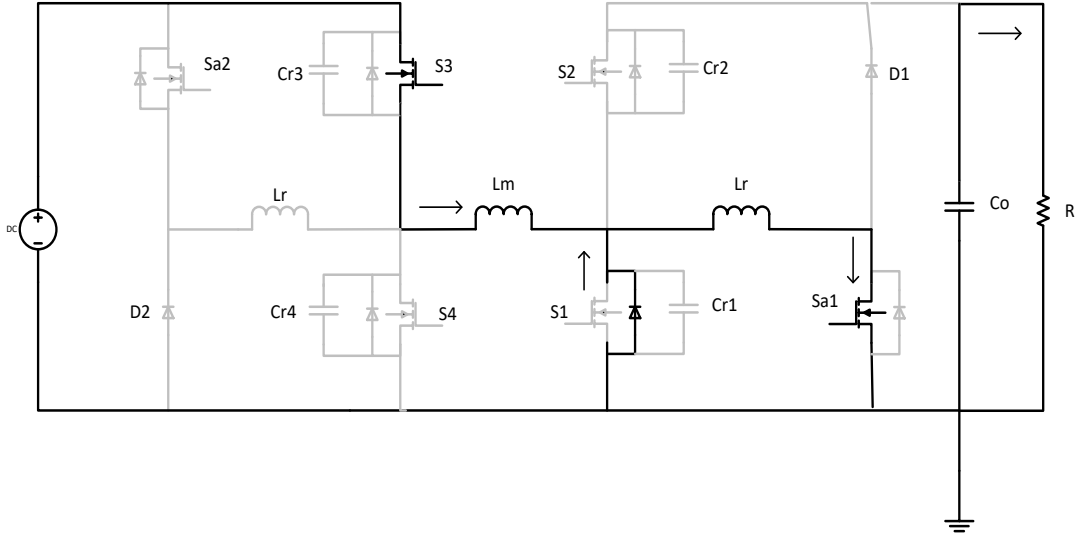 Sa2
Cr3
S3
S2
Cr2
D1
Lr
Lm
Lr
Co
R
DC
+
−
D2
Cr4
S4
S1
Cr1
Sa1